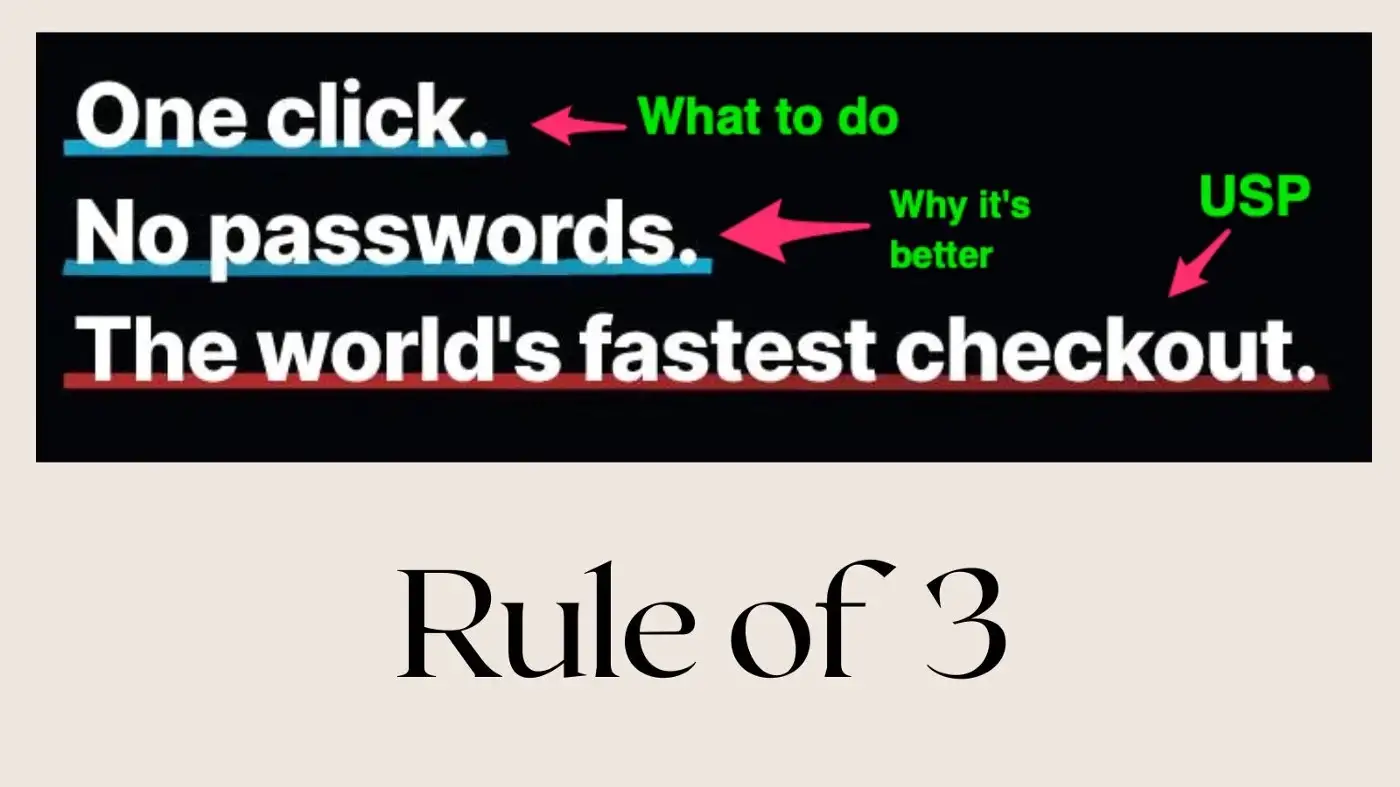 One click.
What to do
No passwords.
Why it's
better
USP
The world's fastest checkout.
Rule of 3